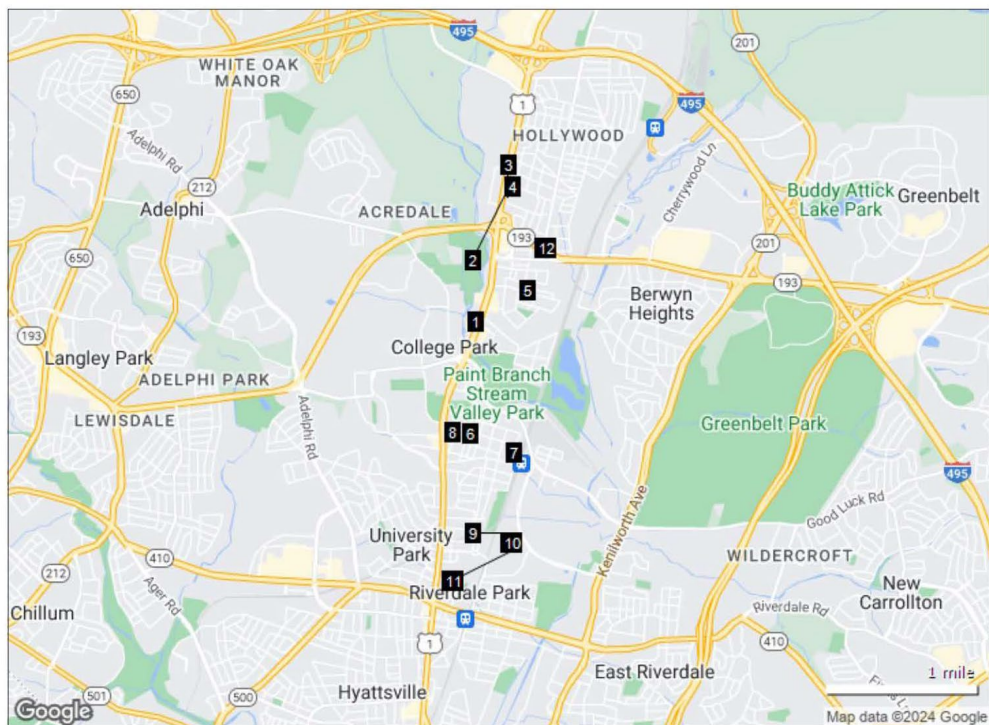 495
201
WHITE OAK
MANOR
650
1
HOLLYWOOD
495
Adelphi Rd
3
4
Cherrywood Ln
212
Adelphi
ACREDALE
Buddy Attick
Lake Park
Greenbelt
193
12
201
650
2
193
5
Berwyn
Heights
193
1
College Park
Langley Park
ADELPHI PARK
Paint Branch
Stream
Valley Park
LEWISDALE
Adelphi Rd
Greenbelt Park
8
6
7
495
Kenilworth Ave
Good Luck Rd
University
Park
9
10
410
WILDERCROFT
212
Ager Rd
11
Riverdale Park
New
Carrollton
Chillum
Riverdale Rd
1
410
East Riverdale
1 mile
501
500
Hyattsville
Google
Map data ©2024 Google